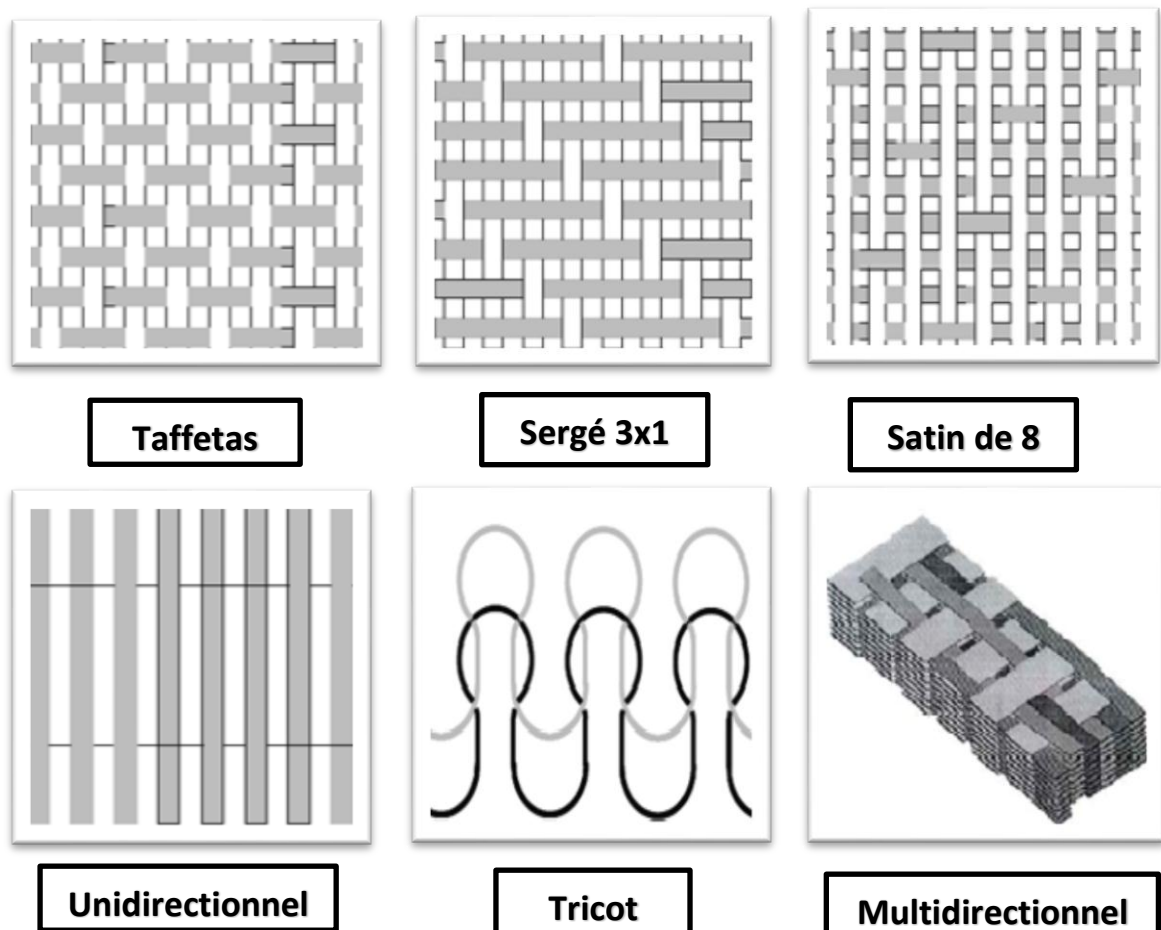 Taffetas
Sergé 3x1
Satin de 8
Unidirectionnel
Tricot
Multidirectionnel